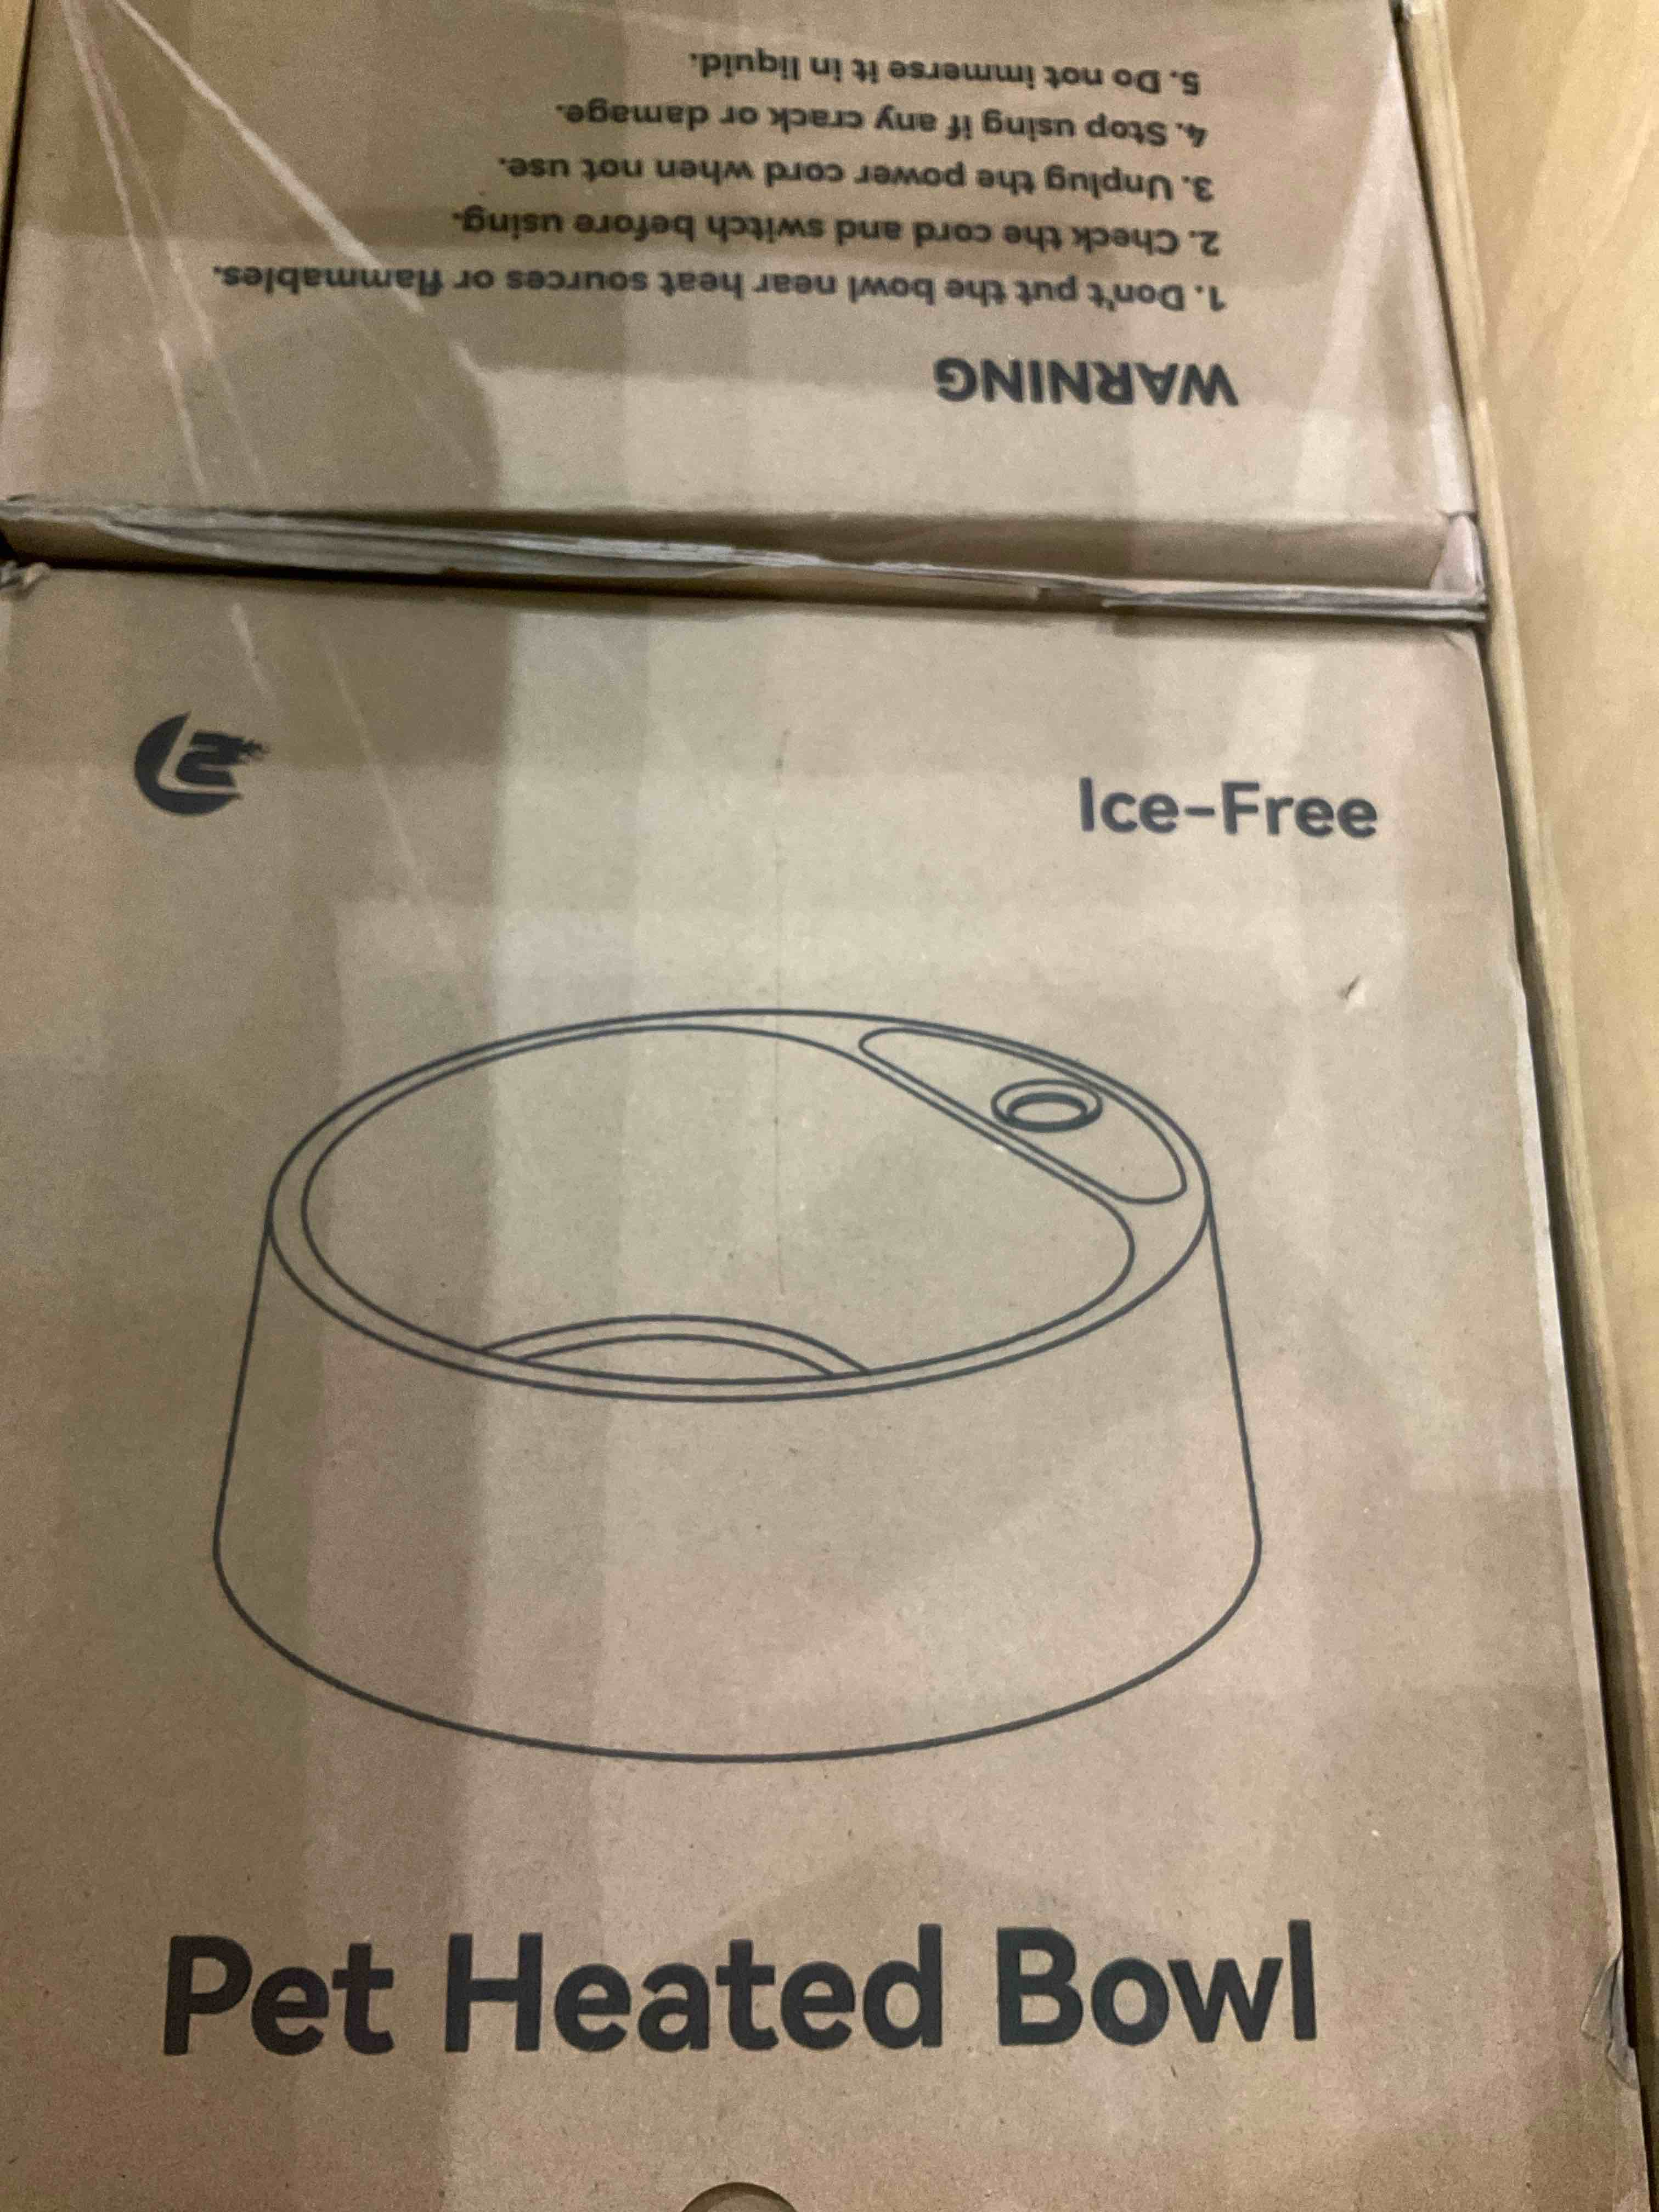 WARNING
1. Don't put the bowl near heat sources or flammables.
2. Check the cord and switch before using.
3. Unplug the power cord when not use.
4. Stop using if any crack or damage.
5. Do not immerse it in liquid.
Ice-Free
Pet Heated Bowl